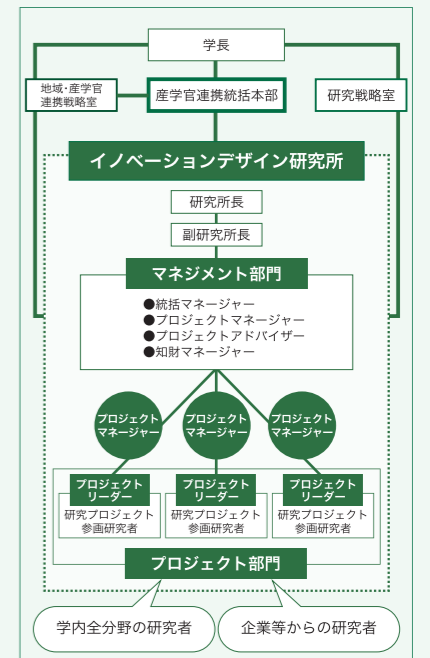 学長
地域・産学官
連携戦略室
産学官連携統括本部
研究戦略室
イノベーションデザイン研究所
研究所長
副研究所長
マネジメント部門
●統括マネージャー
●プロジェクトマネージャー
●プロジェクトアドバイザー
●知財マネージャー
プロジェクト
マネージャー
プロジェクト
マネージャー
プロジェクト
マネージャー
プロジェクト
リーダー
研究プロジェクト
参画研究者
プロジェクト
リーダー
研究プロジェクト
参画研究者
プロジェクト
リーダー
研究プロジェクト
参画研究者
プロジェクト部門
学内全分野の研究者
企業等からの研究者